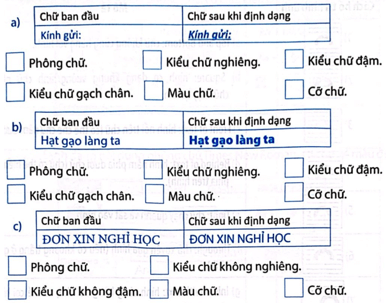 a) Chữ ban đầu Chữ sau khi định dạng
Kính gửi: Kính gửi:
Phông chữ. Kiểu chữ nghiêng. Kiểu chữ đậm.
Kiểu chữ gạch chân. Màu chữ. Cỡ chữ.
b) Chữ ban đầu Chữ sau khi định dạng
Hạt gạo làng ta Hạt gạo làng ta
Phông chữ. Kiểu chữ nghiêng. Kiểu chữ đậm.
Kiểu chữ gạch chân. Màu chữ. Cỡ chữ.
c) Chữ ban đầu Chữ sau khi định dạng
ĐƠN XIN NGHỈ HỌC ĐƠN XIN NGHỈ HỌC
Phông chữ. Kiểu chữ không nghiêng.
Kiểu chữ không đậm. Màu chữ. Cỡ chữ.